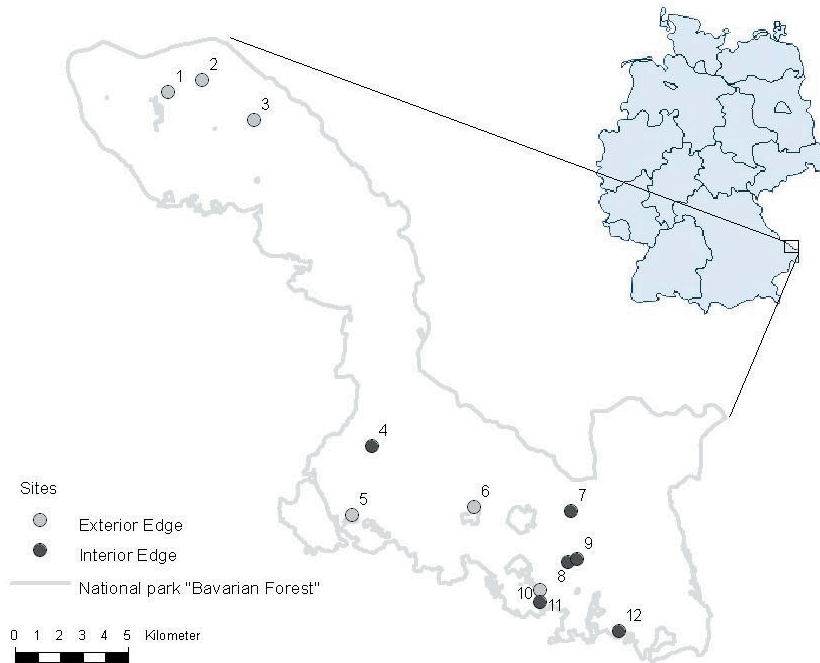 1
2
3
4
5
6
7
8
9
10
11
12
Sites
Exterior Edge
Interior Edge
National park "Bavarian Forest"
0 1 2 3 4 5 Kilometer